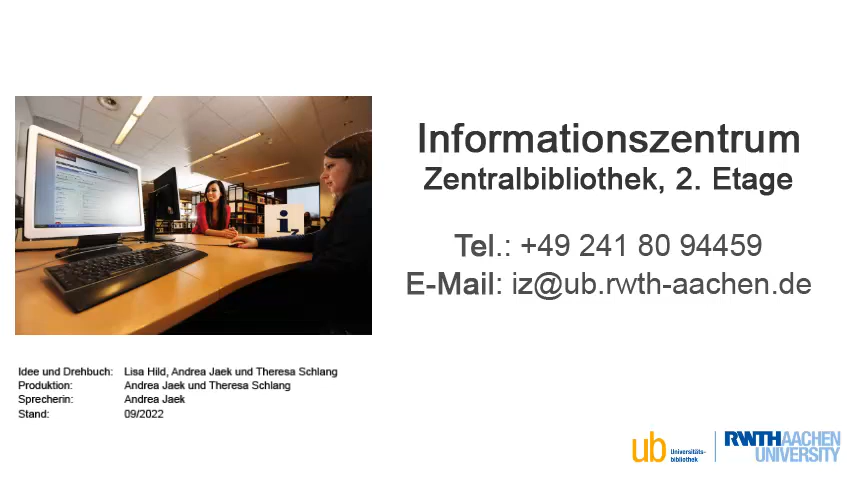 Informationszentrum
Zentralbibliothek, 2. Etage
Tel.: +49 241 80 94459
E-Mail: iz@ub.rwth-aachen.de
iz
Idee und Drehbuch: Lisa Hild, Andrea Jaek und Theresa Schlang
Produktion: Andrea Jaek und Theresa Schlang
Sprecherin: Andrea Jaek
Stand: 09/2022
ub Universitäts-
bibliothek
RWTHAACHEN
UNIVERSITY